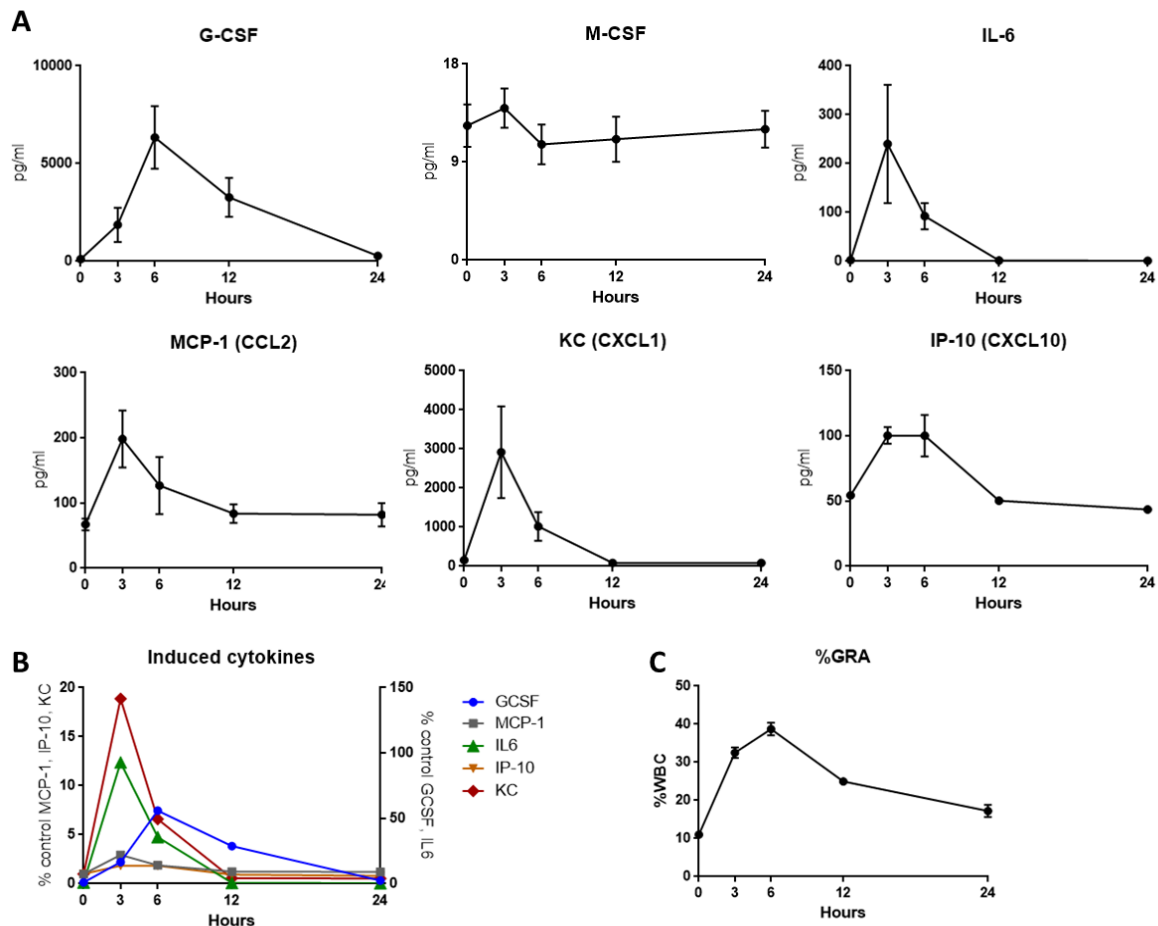 A
G-CSF
10000
5000
0
pg/ml
0 3 6 12 24
Hours
M-CSF
18
9
0
pg/ml
0 3 6 12 24
Hours
IL-6
400
300
200
100
0
pg/ml
0 3 6 12 24
Hours
MCP-1 (CCL2)
300
200
100
0
pg/ml
0 3 6 12 24
Hours
KC (CXCL1)
5000
4000
3000
2000
1000
0
pg/ml
0 3 6 12 24
Hours
IP-10 (CXCL10)
150
100
50
0
pg/ml
0 3 6 12 24
Hours
B
Induced cytokines
% control MCP-1, IP-10, KC
20
15
10
5
0
150
100
50
0
% control GCSF, IL6
0 3 6 12 24
Hours
GCSF
MCP-1
IL6
IP-10
KC
C
%GRA
50
40
30
20
10
0
%WBC
0 3 6 12 24
Hours